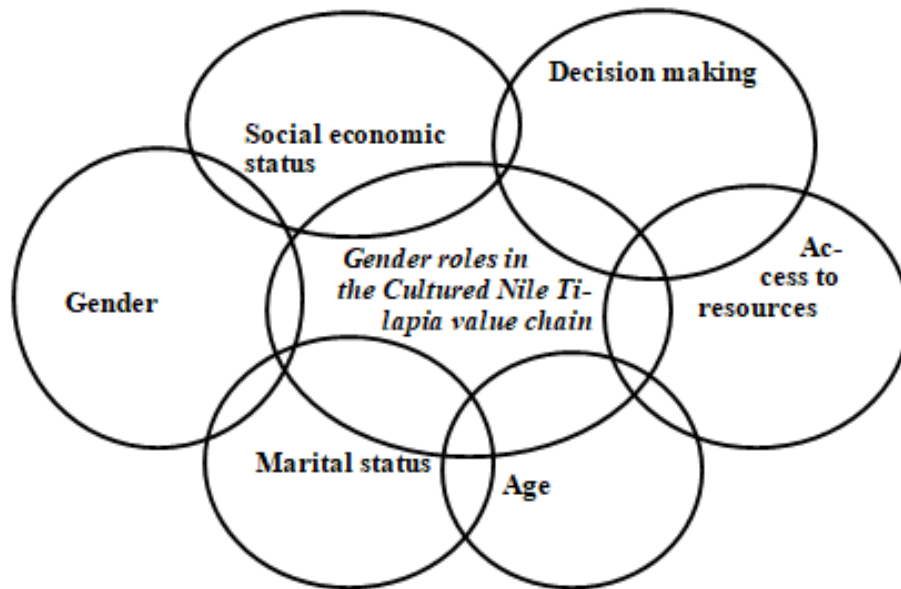 Decision making
Social economic
status
Gender roles in
the Cultured Nile Ti-
lapia value chain
Ac-
cess to
resources
Gender
Marital status
Age